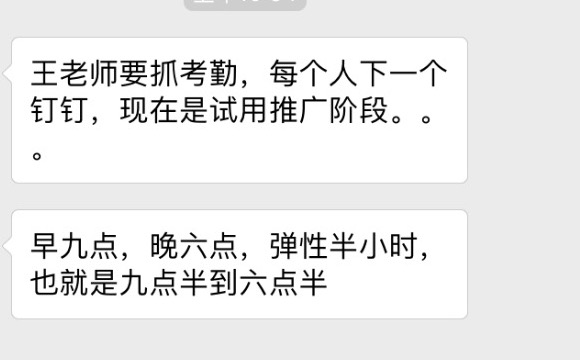 王老师要抓考勤，每个人下一个
钉钉，现在是试用推广阶段。。
。
早九点，晚六点，弹性半小时，
也就是九点半到六点半